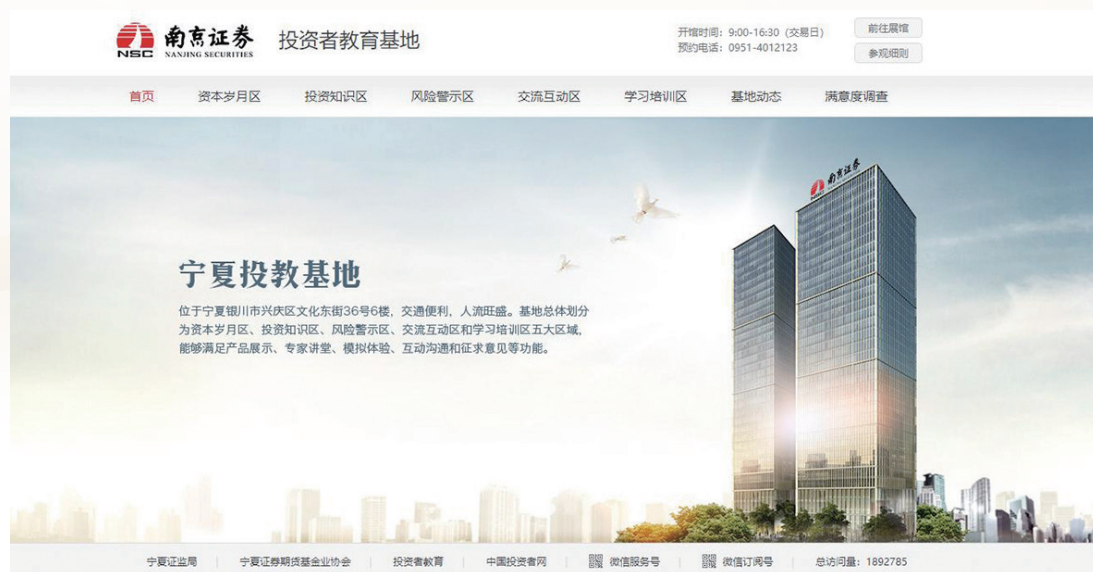 南京证券
NSC NANJING SECURITIES
投资者教育基地
开馆时间：9:00-16:30（交易日）
预约电话：0951-4012123
前往展馆
参观细则
首页 资本岁月区 投资知识区 风险警示区 交流互动区 学习培训区 基地动态 满意度调查
南京证券
宁夏投教基地
位于宁夏银川市兴庆区文化东街36号6楼，交通便利，人流旺盛。基地总体划分
为资本岁月区、投资知识区、风险警示区、交流互动区和学习培训区五大区域，
能够满足产品展示、专家讲堂、模拟体验、互动沟通和征求意见等功能。
宁夏证监局 宁夏证券期货基金业协会 投资者教育 中国投资者网 微信服务号 微信订阅号 总访问量：1892785